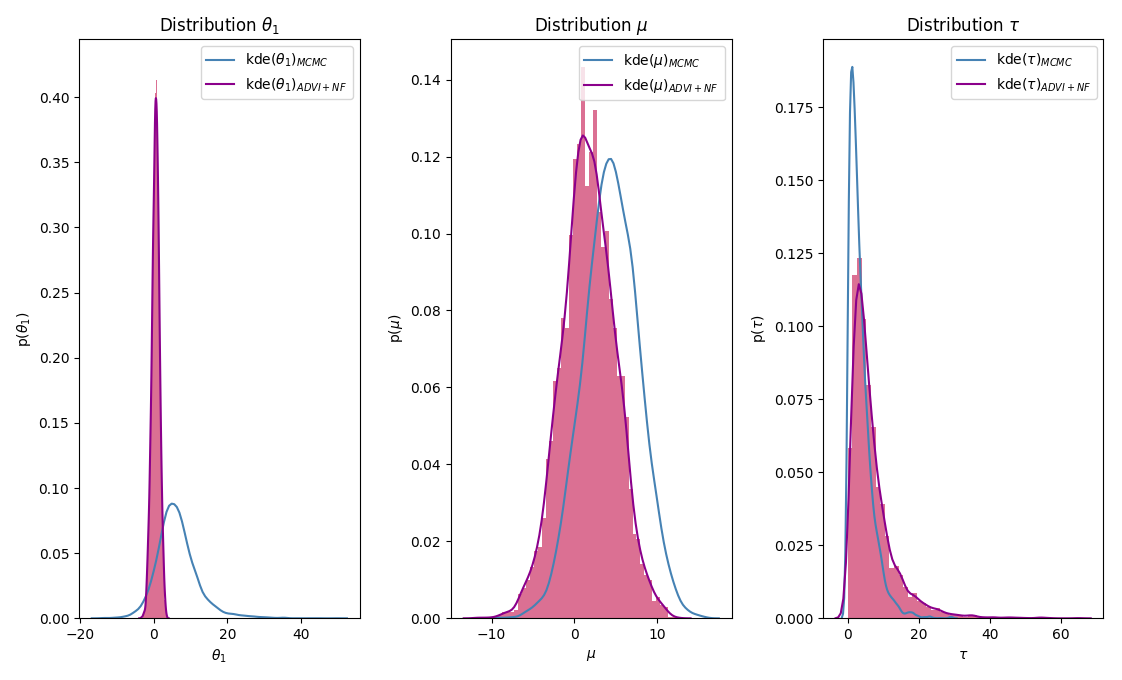 Distribution θ₁
kde(θ₁)MCMC
kde(θ₁)ADVI+NF
p(θ₁)
0.40
0.35
0.30
0.25
0.20
0.15
0.10
0.05
0.00
−20 0 20 40
θ₁
Distribution μ
kde(μ)MCMC
kde(μ)ADVI+NF
p(μ)
0.14
0.12
0.10
0.08
0.06
0.04
0.02
0.00
−10 0 10
μ
Distribution τ
kde(τ)MCMC
kde(τ)ADVI+NF
p(τ)
0.175
0.150
0.125
0.100
0.075
0.050
0.025
0.000
0 20 40 60
τ